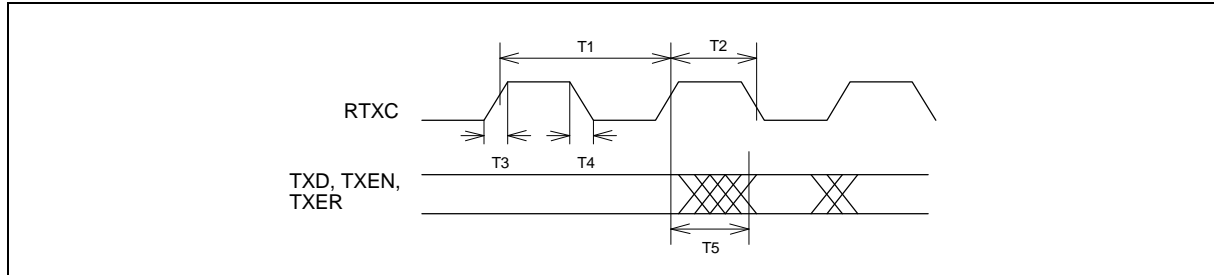 T1
T2
RTXC
T3
T4
TXD, TXEN,
TXER
T5